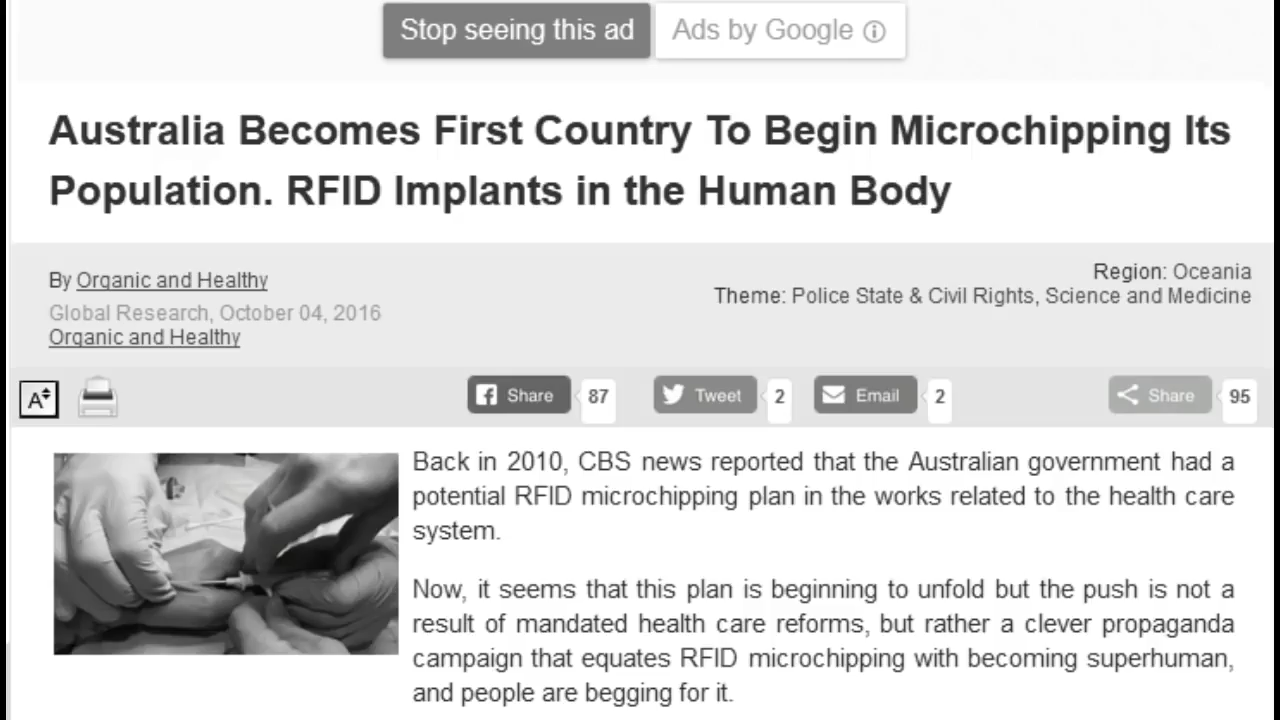 Stop seeing this ad
Ads by Google
Australia Becomes First Country To Begin Microchipping Its
Population. RFID Implants in the Human Body
By Organic and Healthy
Global Research, October 04, 2016
Organic and Healthy
Region: Oceania
Theme: Police State & Civil Rights, Science and Medicine
A
Share 87
Tweet 2
Email 2
Share 95
Back in 2010, CBS news reported that the Australian government had a
potential RFID microchipping plan in the works related to the health care
system.
Now, it seems that this plan is beginning to unfold but the push is not a
result of mandated health care reforms, but rather a clever propaganda
campaign that equates RFID microchipping with becoming superhuman,
and people are begging for it.